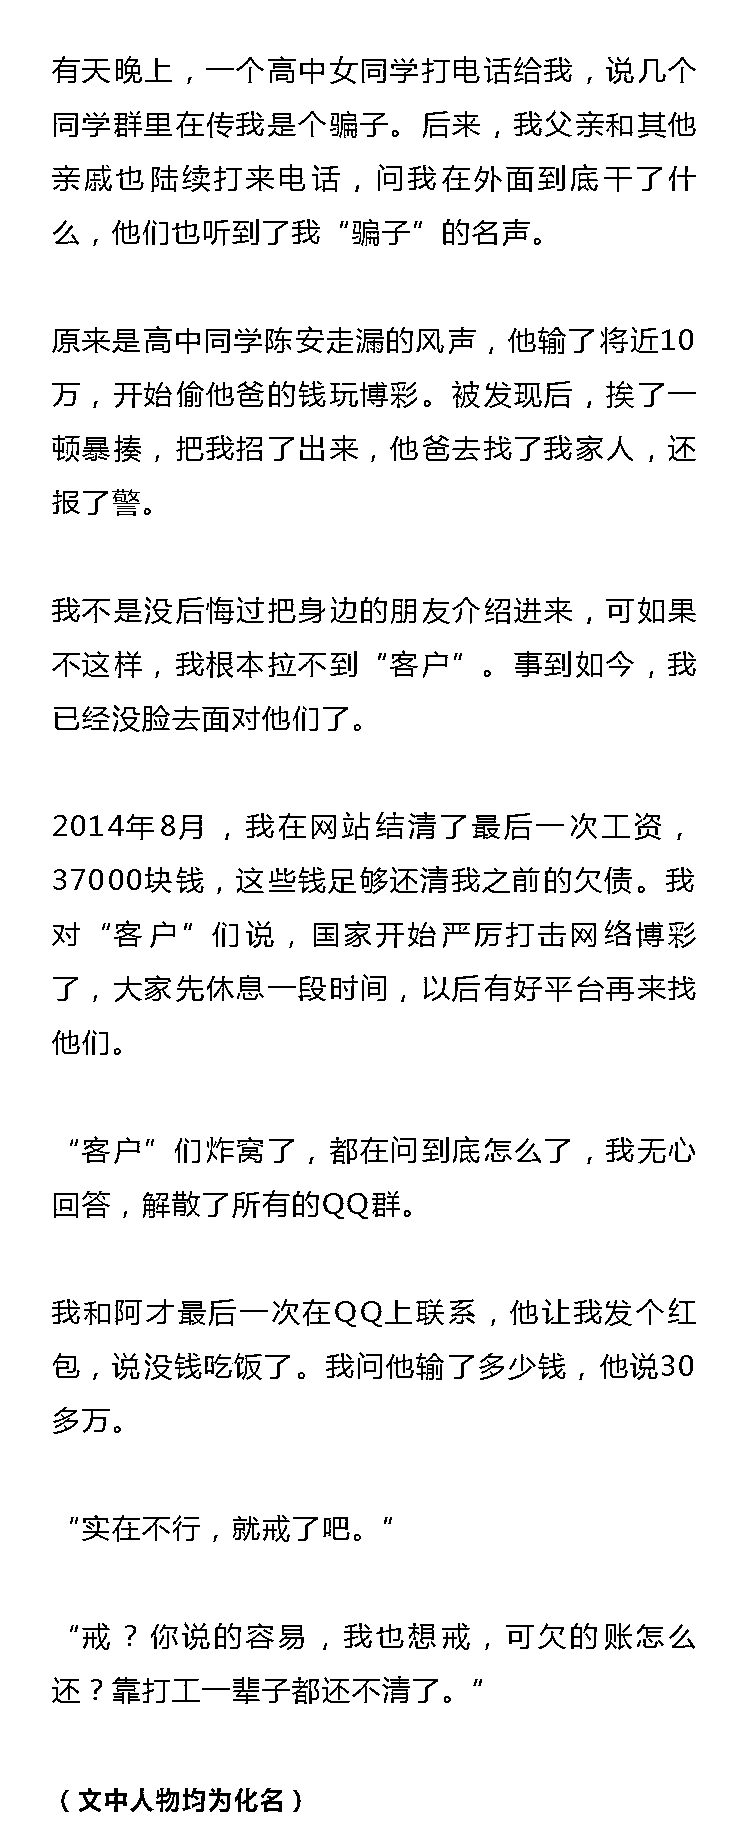 有天晚上，一个高中女同学打电话给我，说几个
同学群里在传我是个骗子。后来，我父亲和其他
亲戚也陆续打来电话，问我在外面到底干了什
么，他们也听到了我“骗子”的名声。
原来是高中同学陈安走漏的风声，他输了将近10
万，开始偷他爸的钱玩博彩。被发现后，挨了一
顿暴揍，把我招了出来，他爸去找了我家人，还
报了警。
我不是没后悔过把身边的朋友介绍进来，可如果
不这样，我根本拉不到“客户”。事到如今，我
已经没脸去面对他们了。
2014年8月，我在网站结清了最后一次工资，
37000块钱，这些钱足够还清我之前的欠债。我
对“客户”们说，国家开始严厉打击网络博彩
了，大家先休息一段时间，以后有好平台再来找
他们。
“客户”们炸窝了，都在问到底怎么了，我无心
回答，解散了所有的QQ群。
我和阿才最后一次在QQ上联系，他让我发个红
包，说没钱吃饭了。我问他输了多少钱，他说30
多万。
“实在不行，就戒了吧。”
“戒？你说的容易，我也想戒，可欠的账怎么
还？靠打工一辈子都还不清了。”
（文中人物均为化名）